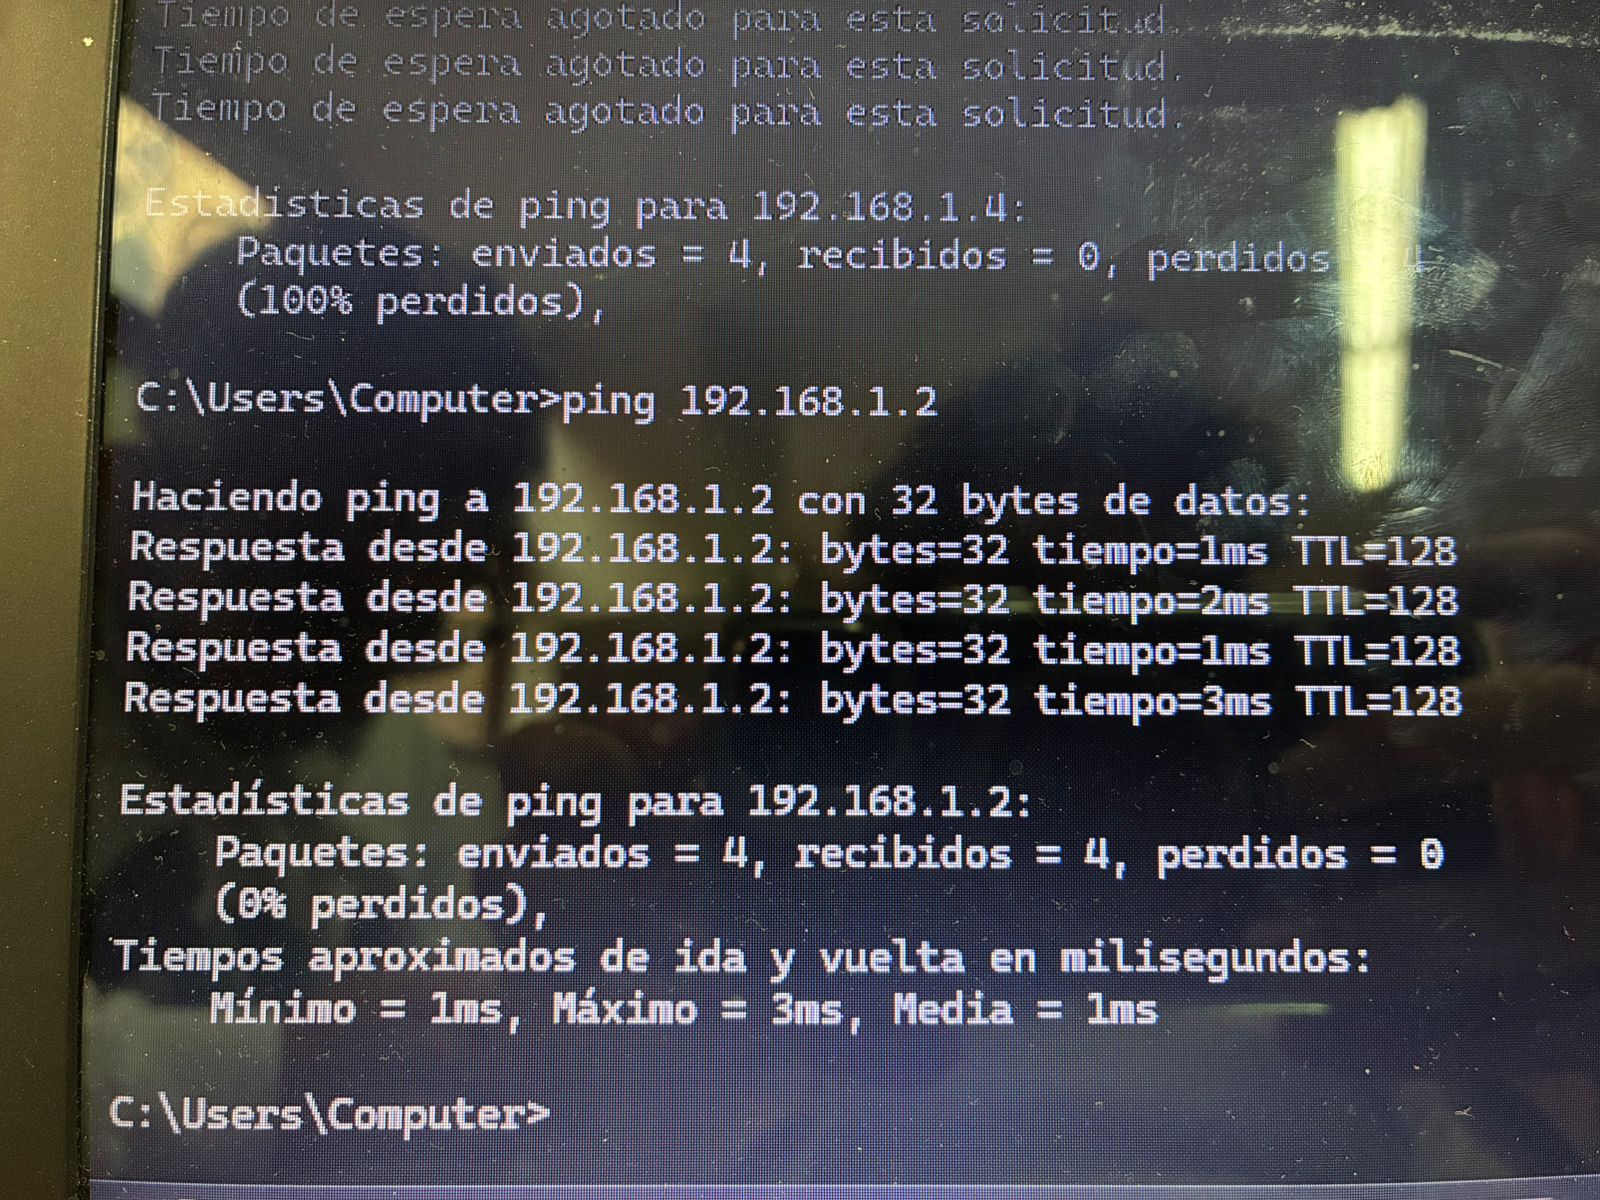 Tiempo de espera agotado para esta solicitud.
Tiempo de espera agotado para esta solicitud.
Tiempo de espera agotado para esta solicitud.
Estadísticas de ping para 192.168.1.4:
Paquetes: enviados = 4, recibidos = 0, perdidos = 4
(100% perdidos),
C:\Users\Computer>ping 192.168.1.2
Haciendo ping a 192.168.1.2 con 32 bytes de datos:
Respuesta desde 192.168.1.2: bytes=32 tiempo=1ms TTL=128
Respuesta desde 192.168.1.2: bytes=32 tiempo=2ms TTL=128
Respuesta desde 192.168.1.2: bytes=32 tiempo=1ms TTL=128
Respuesta desde 192.168.1.2: bytes=32 tiempo=3ms TTL=128
Estadísticas de ping para 192.168.1.2:
Paquetes: enviados = 4, recibidos = 4, perdidos = 0
(0% perdidos),
Tiempos aproximados de ida y vuelta en milisegundos:
Mínimo = 1ms, Máximo = 3ms, Media = 1ms
C:\Users\Computer>